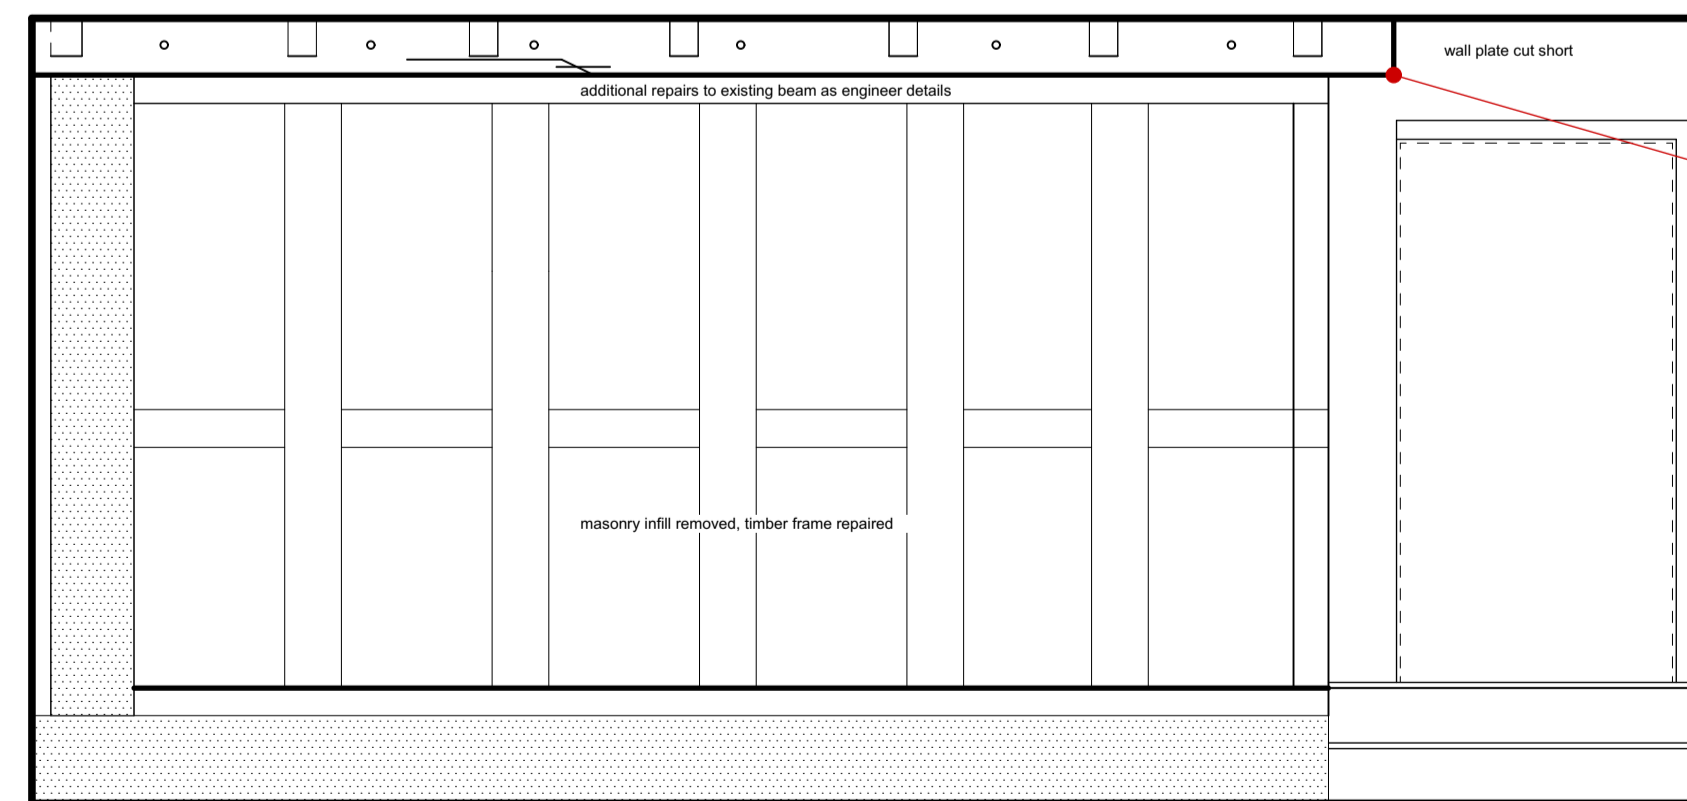 wall plate cut short
additional repairs to existing beam as engineer details
masonry infill removed, timber frame repaired